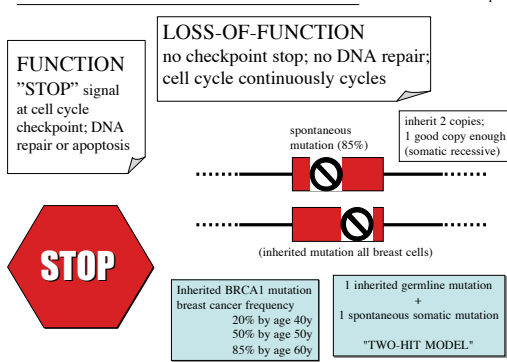 FUNCTION
”STOP” signal
at cell cycle
checkpoint; DNA
repair or apoptosis
LOSS-OF-FUNCTION
no checkpoint stop; no DNA repair;
cell cycle continuously cycles
inherit 2 copies;
1 good copy enough
(somatic recessive)
spontaneous
mutation (85%)
(inherited mutation all breast cells)
STOP
Inherited BRCA1 mutation
breast cancer frequency
20% by age 40y
50% by age 50y
85% by age 60y
1 inherited germline mutation
+
1 spontaneous somatic mutation
"TWO-HIT MODEL"